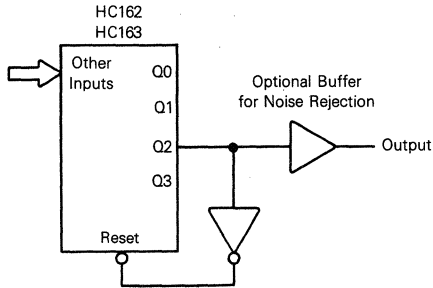 HC162
HC163
Other
Inputs
Q0
Q1
Q2
Q3
Reset
Optional Buffer
for Noise Rejection
Output